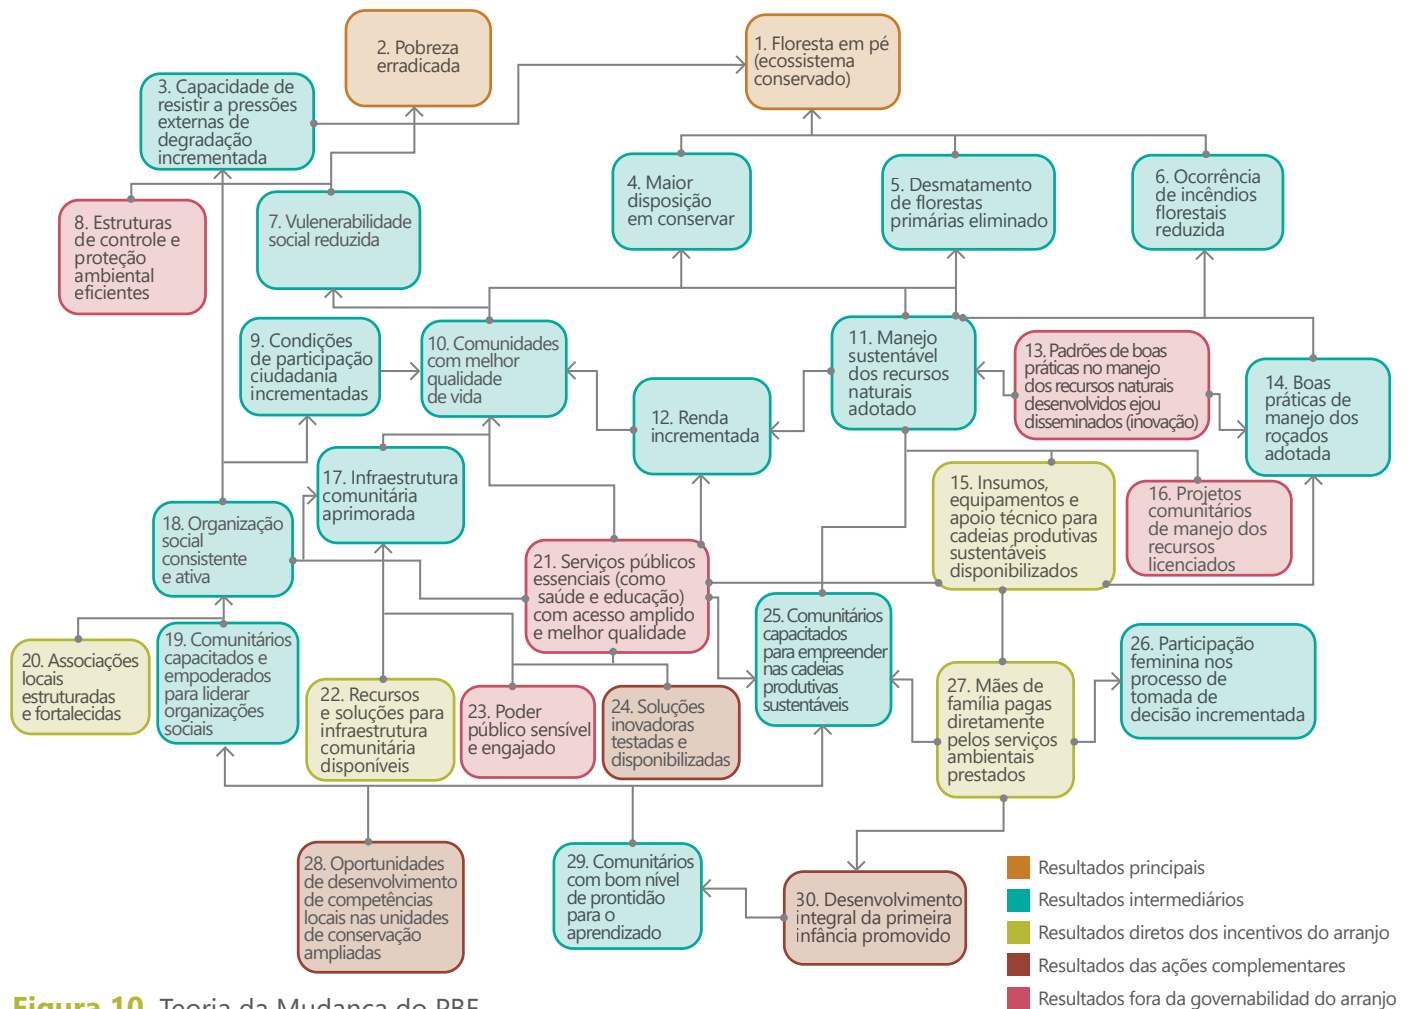 2. Pobreza
erradicada
1. Floresta em pé
(ecossistema
conservado)
3. Capacidade de
resistir a pressões
externas de
degradação
incrementada
4. Maior
disposição
em conservar
5. Desmatamento
de florestas
primárias eliminado
6. Ocorrência
de incêndios
florestais
reduzida
8. Estruturas
de controle e
proteção
ambiental
eficientes
7. Vulnerabilidade
social reduzida
9. Condições
de participação
ciudadania
incrementadas
10. Comunidades
com melhor
qualidade
de vida
11. Manejo
sustentável
dos recursos
naturais
adotado
13. Padrões de boas
práticas no manejo
dos recursos naturais
desenvolvidos ejou
disseminados (inovação)
14. Boas
práticas de
manejo dos
roçados
adotada
12. Renda
incrementada
17. Infraestrutura
comunitária
aprimorada
15. Insumos,
equipamentos e
apoio técnico para
cadeias produtivas
sustentáveis
disponibilizados
16. Projetos
comunitários
de manejo dos
recursos
licenciados
18. Organização
social
consistente
e ativa
21. Serviços públicos
essenciais (como
saúde e educação)
com acesso amplido
e melhor qualidade
25. Comunitários
capacitados
para empreender
nas cadeias
produtivas
sustentáveis
20. Associações
locais
estruturadas
e fortalecidas
19. Comunitários
capacitados e
empoderados
para liderar
organizações
sociais
22. Recursos
e soluções para
infraestrutura
comunitária
disponíveis
23. Poder
público sensível
e engajado
24. Soluções
inovadoras
testadas e
disponibilizadas
27. Mães de
família pagas
diretamente
pelos serviços
ambientais
prestados
26. Participação
feminina nos
processo de
tomada de
decisão incrementada
28. Oportunidades
de desenvolvimento
de competências
locais nas unidades
de conservação
ampliadas
29. Comunitários
com bom nível
de prontidão
para o
aprendizado
30. Desenvolvimento
integral da primeira
infância promovido
Resultados principais
Resultados intermediários
Resultados diretos dos incentivos do arranjo
Resultados das ações complementares
Resultados fora da governabilidad do arranjo
Figura 10. Teoria da Mudança do PBF